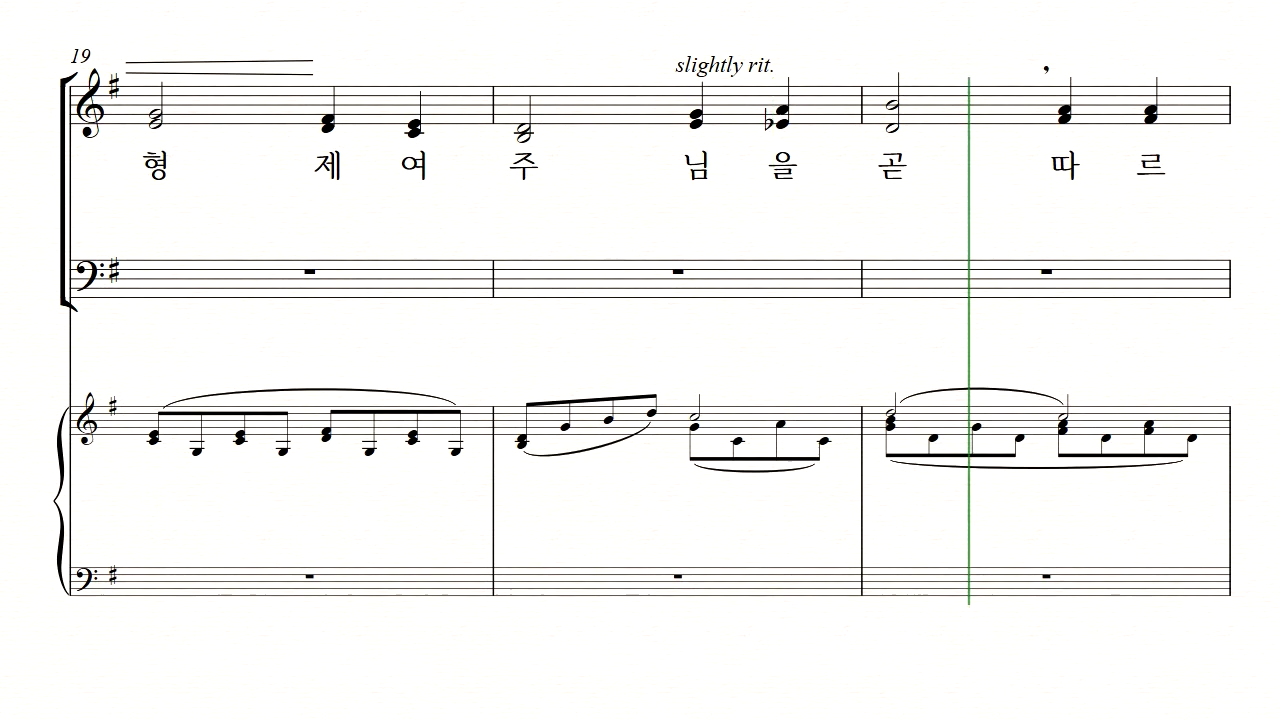 19
slightly rit.
형 제 여 주 님 을 곧 따 르